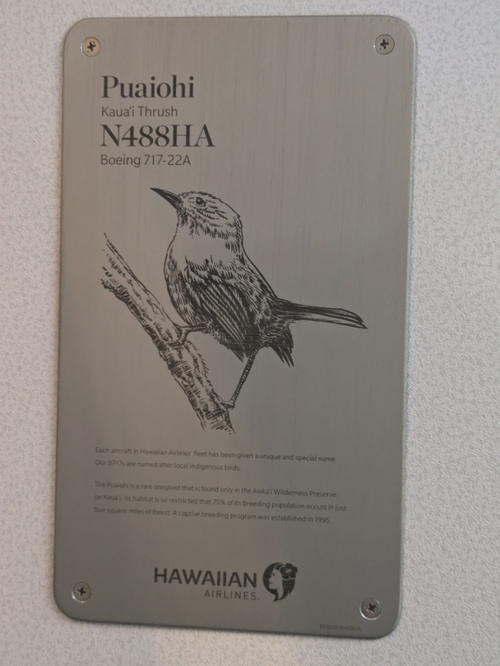 Puaiohi
Kaua'i Thrush
N488HA
Boeing 717-22A
Each aircraft in Hawaiian Airlines' fleet has been given a unique and special name.
Our B717s are named after local indigenous birds.
The Puaiohi is a rare songbird that is found only in the Alaka'i Wilderness Preserve
on Kaua'i. Its habitat is so restricted that 75% of its breeding population occurs in just
four square miles of forest. A captive breeding program was established in 1995.
HAWAIIAN
AIRLINES.